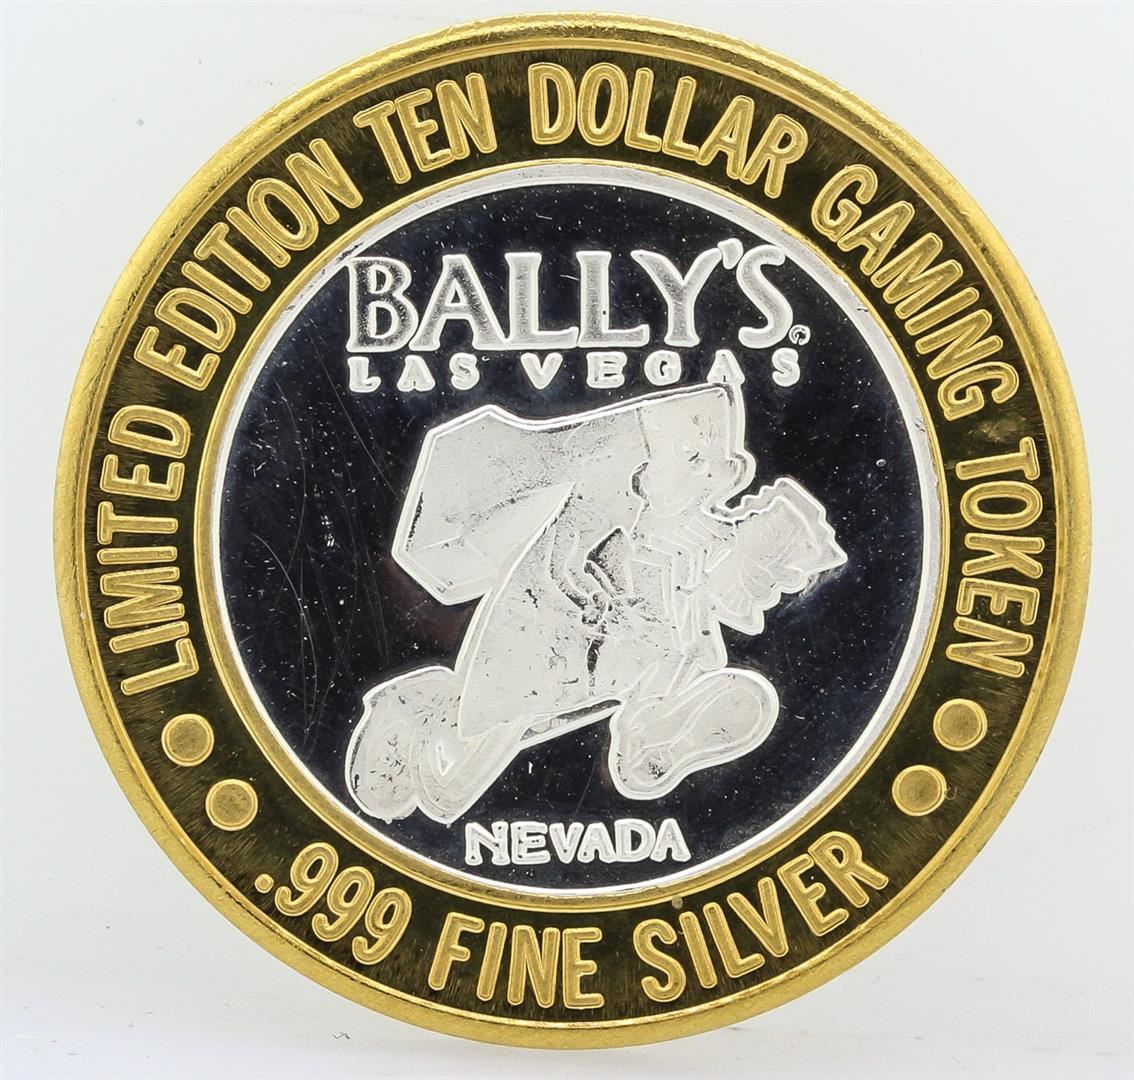 LIMITED EDITION TEN DOLLAR GAMING TOKEN
BALLY'S
LAS VEGAS
NEVADA
.999 FINE SILVER